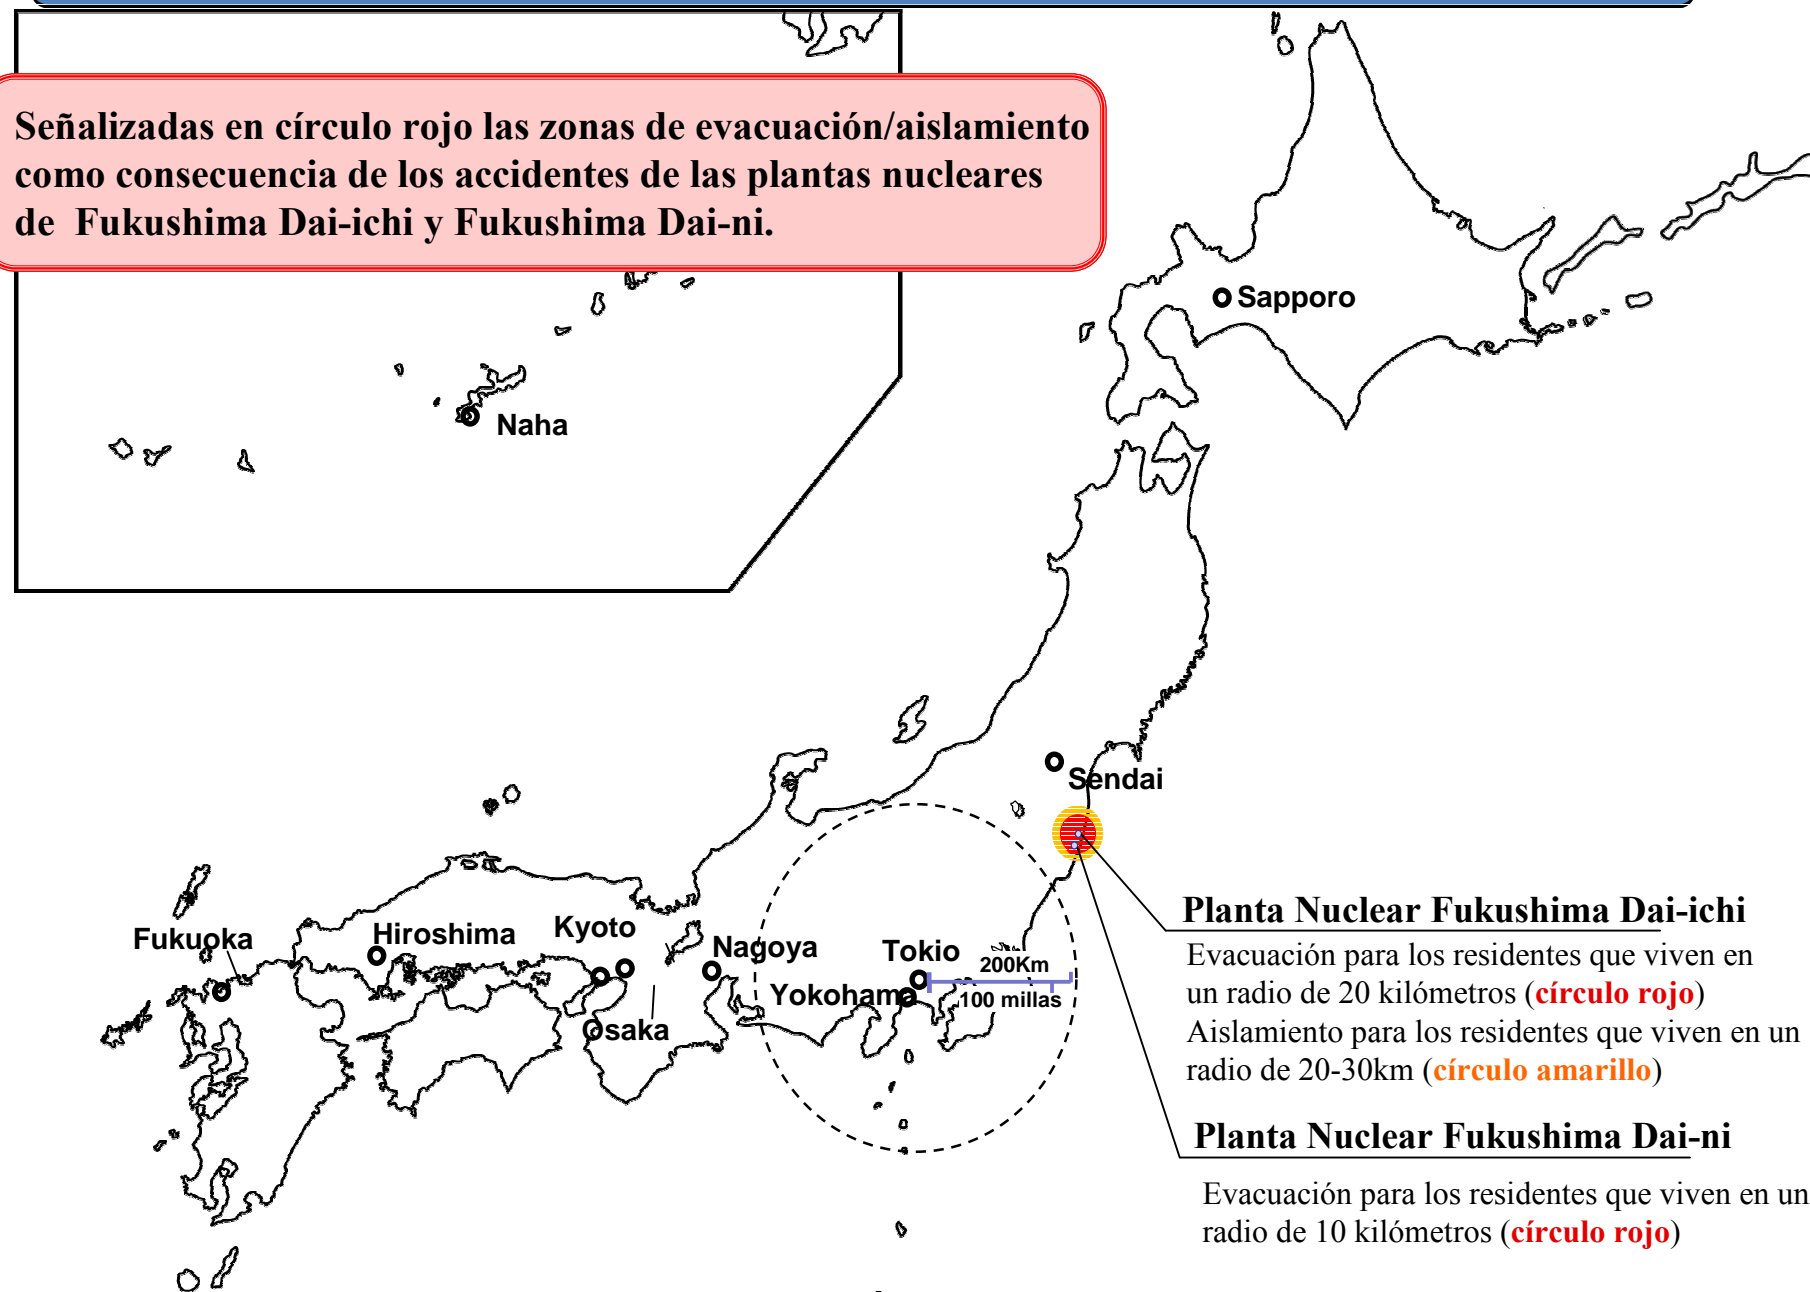 Señalizadas en círculo rojo las zonas de evacuación/aislamiento
como consecuencia de los accidentes de las plantas nucleares
de Fukushima Dai-ichi y Fukushima Dai-ni.
Sapporo
Naha
Sendai
Fukuoka
Hiroshima
Kyoto
Nagoya
Tokio
200Km
Yokohama
100 millas
Osaka
Planta Nuclear Fukushima Dai-ichi
Evacuación para los residentes que viven en
un radio de 20 kilómetros (círculo rojo)
Aislamiento para los residentes que viven en un
radio de 20-30km (círculo amarillo)
Planta Nuclear Fukushima Dai-ni
Evacuación para los residentes que viven en un
radio de 10 kilómetros (círculo rojo)